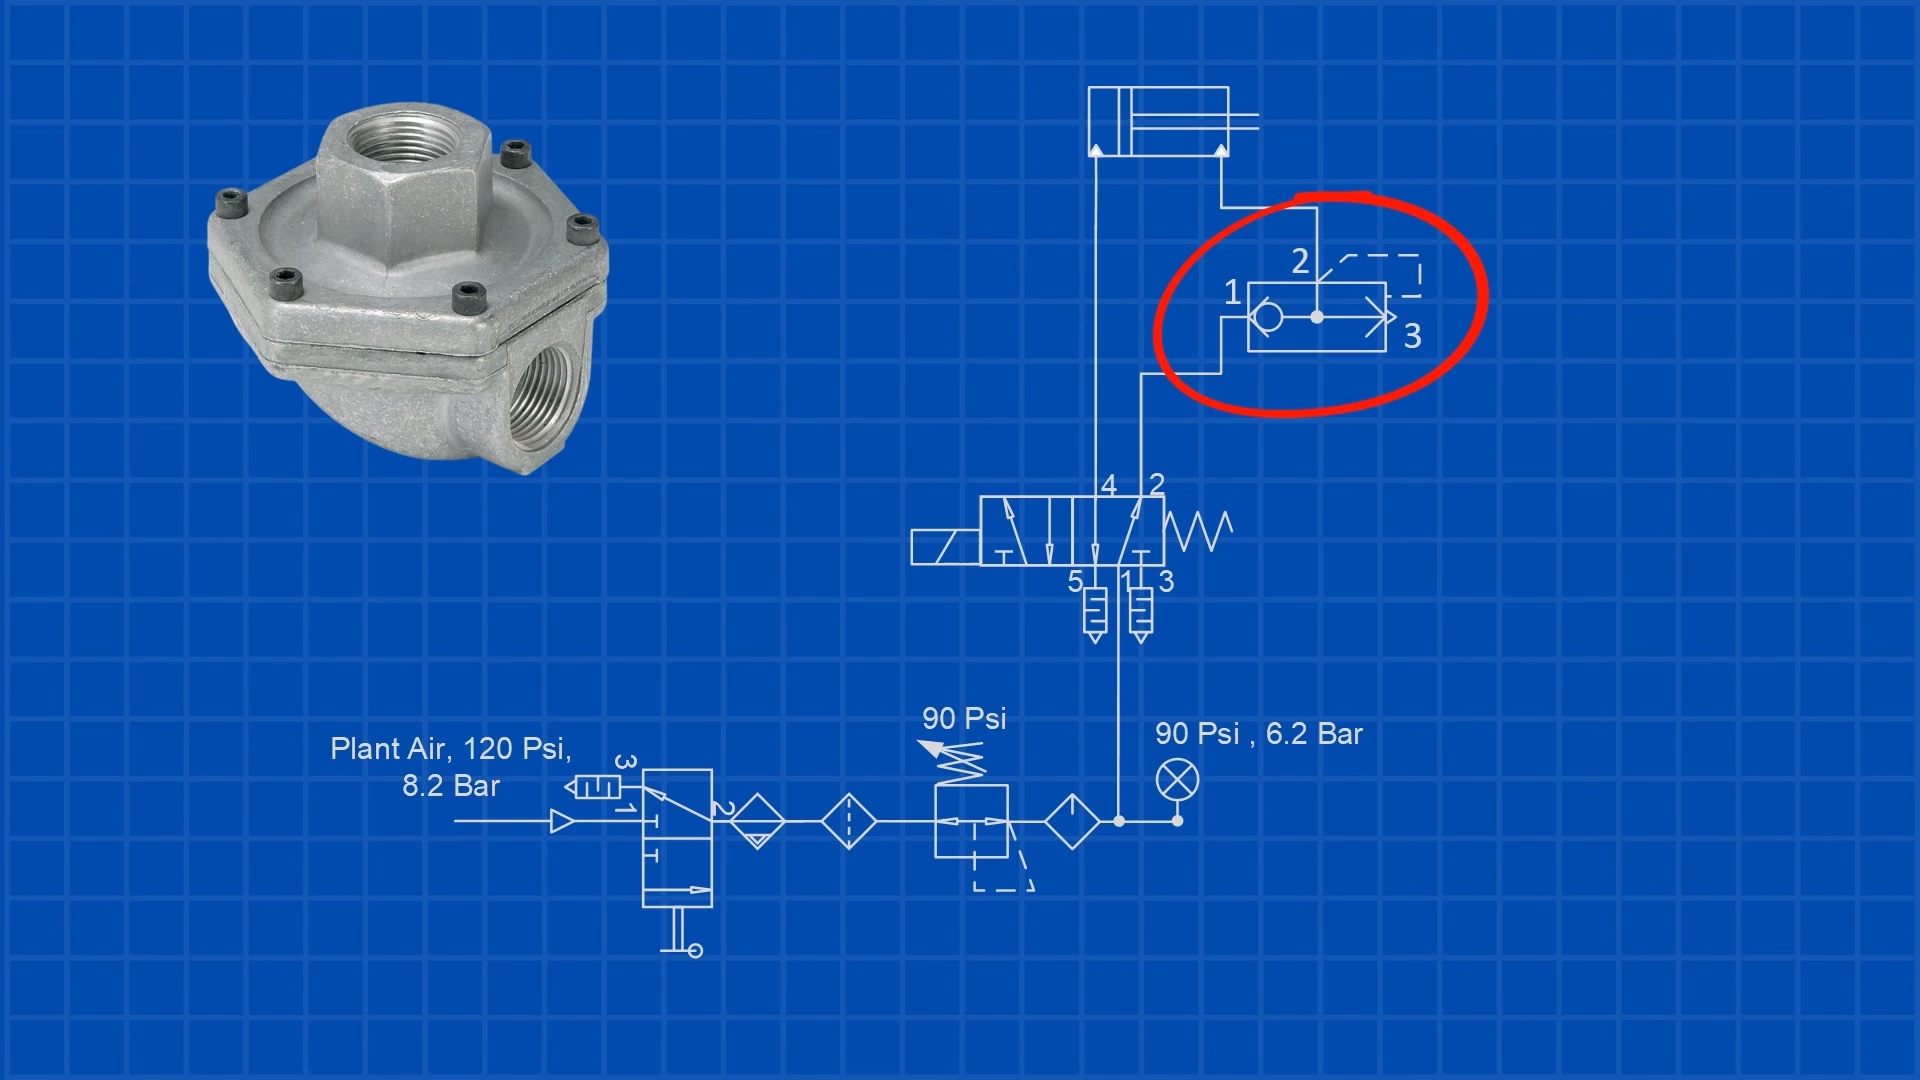 2
1
3
4 2
5 1 3
90 Psi
90 Psi , 6.2 Bar
Plant Air, 120 Psi,
8.2 Bar
3
1
2